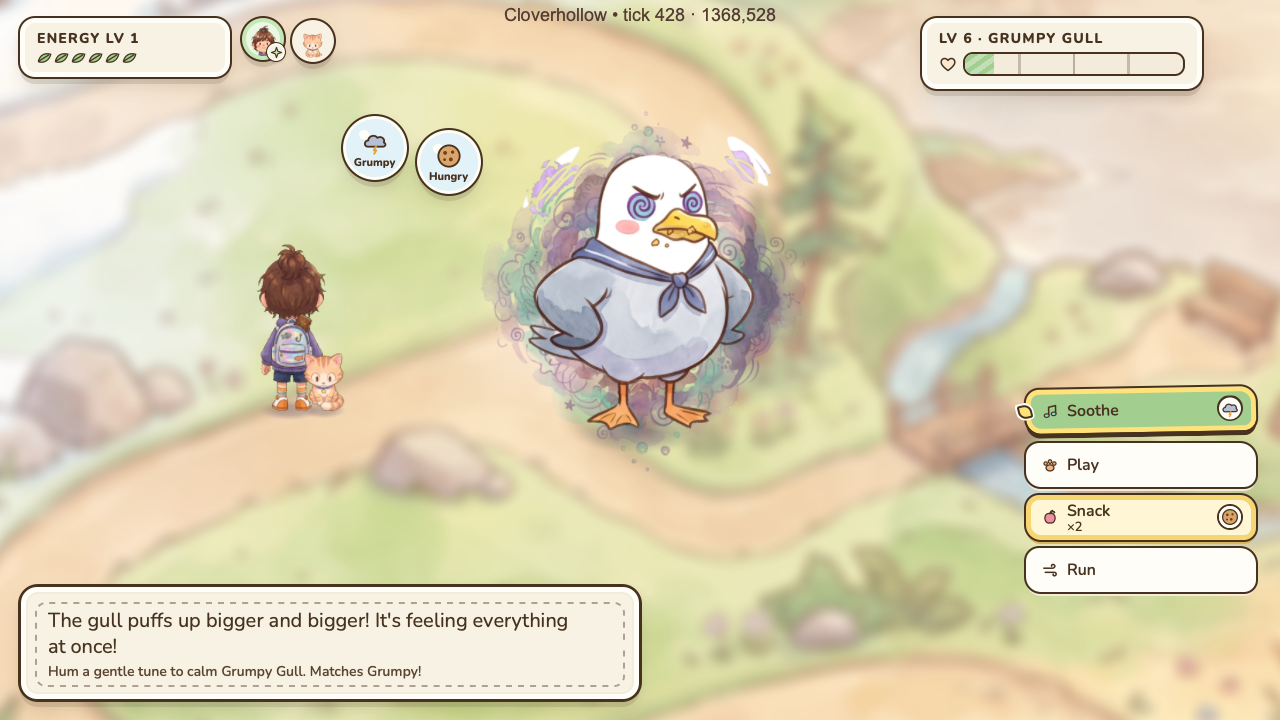 Cloverhollow • tick 428 · 1368,528
ENERGY LV 1
LV 6 · GRUMPY GULL
Grumpy
Hungry
Soothe
Play
Snack
×2
Run
The gull puffs up bigger and bigger! It's feeling everything
at once!
Hum a gentle tune to calm Grumpy Gull. Matches Grumpy!